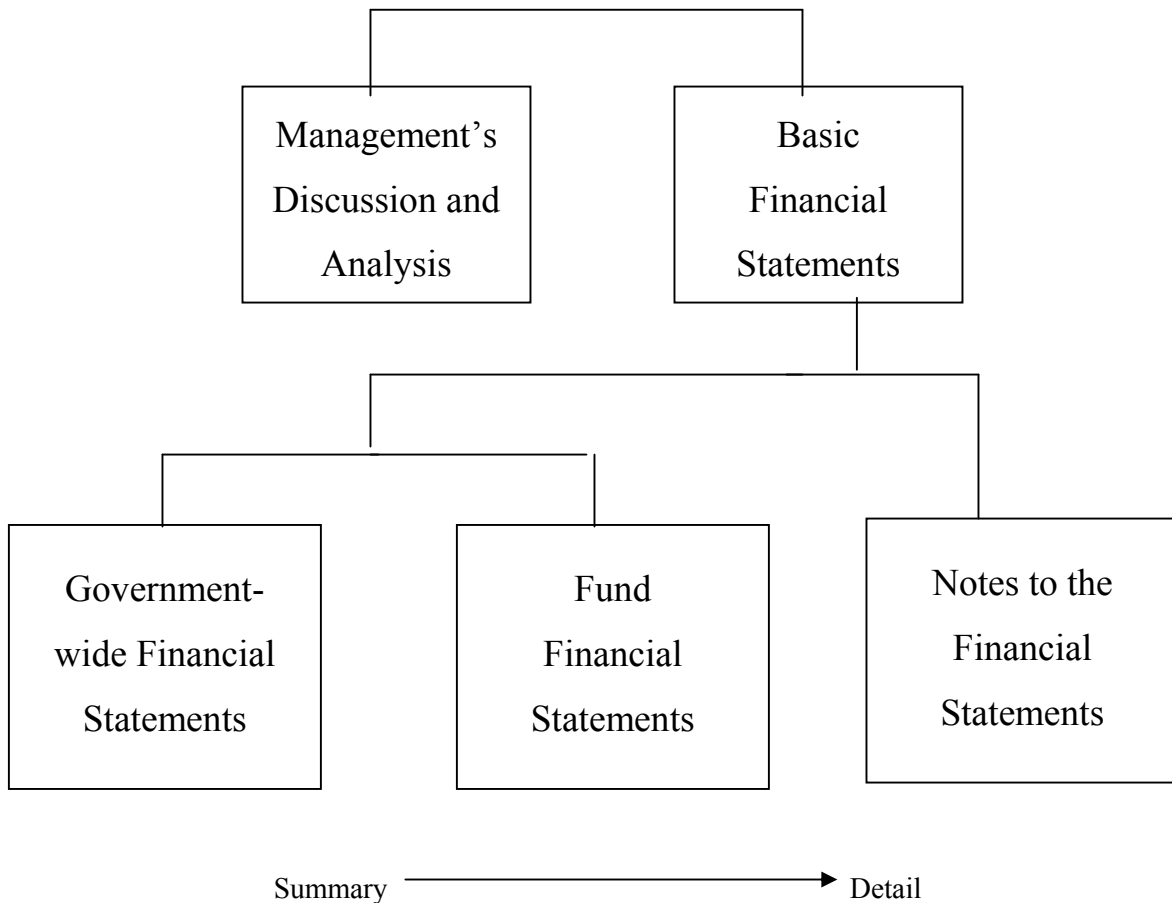 Management’s
Discussion and
Analysis
Basic
Financial
Statements
Government-
wide Financial
Statements
Fund
Financial
Statements
Notes to the
Financial
Statements
Summary
Detail